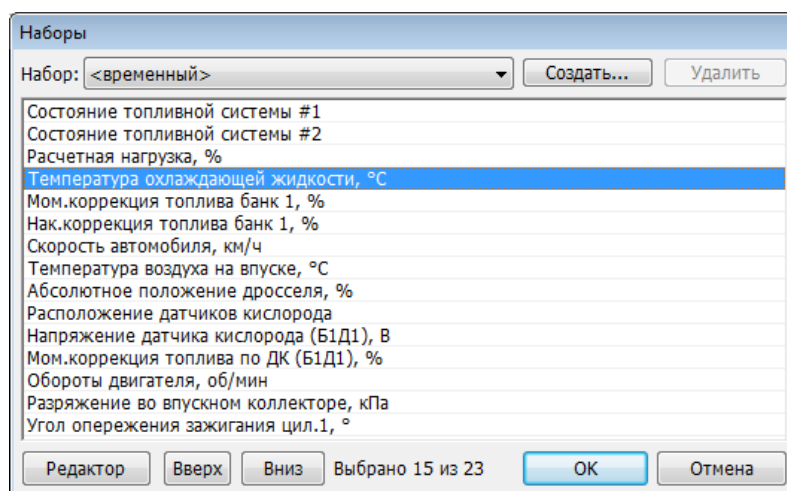 Наборы
Набор: <временный> Создать... Удалить
Состояние топливной системы #1
Состояние топливной системы #2
Расчетная нагрузка, %
Температура охлаждающей жидкости, °C
Мом.коррекция топлива банк 1, %
Нак.коррекция топлива банк 1, %
Скорость автомобиля, км/ч
Температура воздуха на впуске, °C
Абсолютное положение дросселя, %
Расположение датчиков кислорода
Напряжение датчика кислорода (Б1Д1), В
Мом.коррекция топлива по ДК (Б1Д1), %
Обороты двигателя, об/мин
Разряжение во впускном коллекторе, кПа
Угол опережения зажигания цил.1, °
Редактор Вверх Вниз Выбрано 15 из 23 OK Отмена